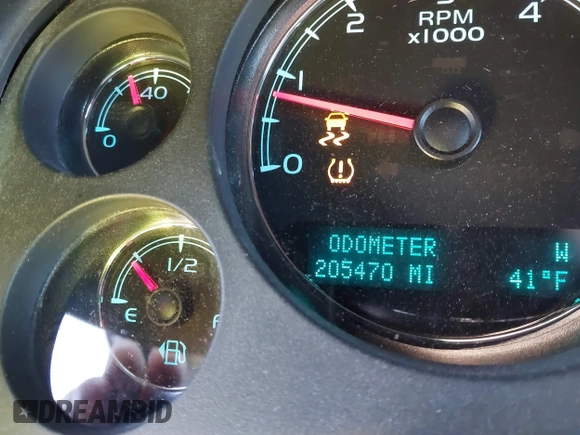 2
4
RPM
x1000
1
0
40
0
ODOMETER
W
205470 MI
41°F
1/2
E
F
DREAMBID